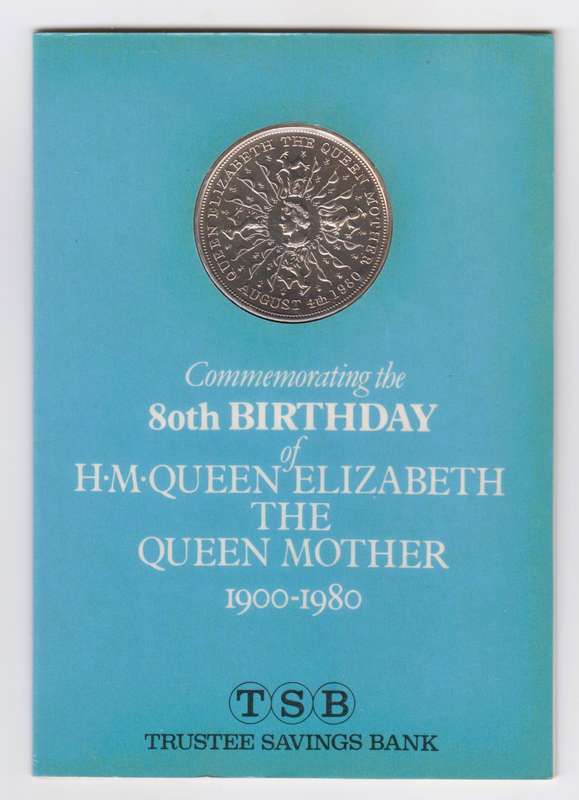 QUEEN ELIZABETH THE QUEEN MOTHER
AUGUST 4th 1980
Commemorating the
80th BIRTHDAY
of
H·M·QUEEN ELIZABETH
THE
QUEEN MOTHER
1900-1980
TSB
TRUSTEE SAVINGS BANK